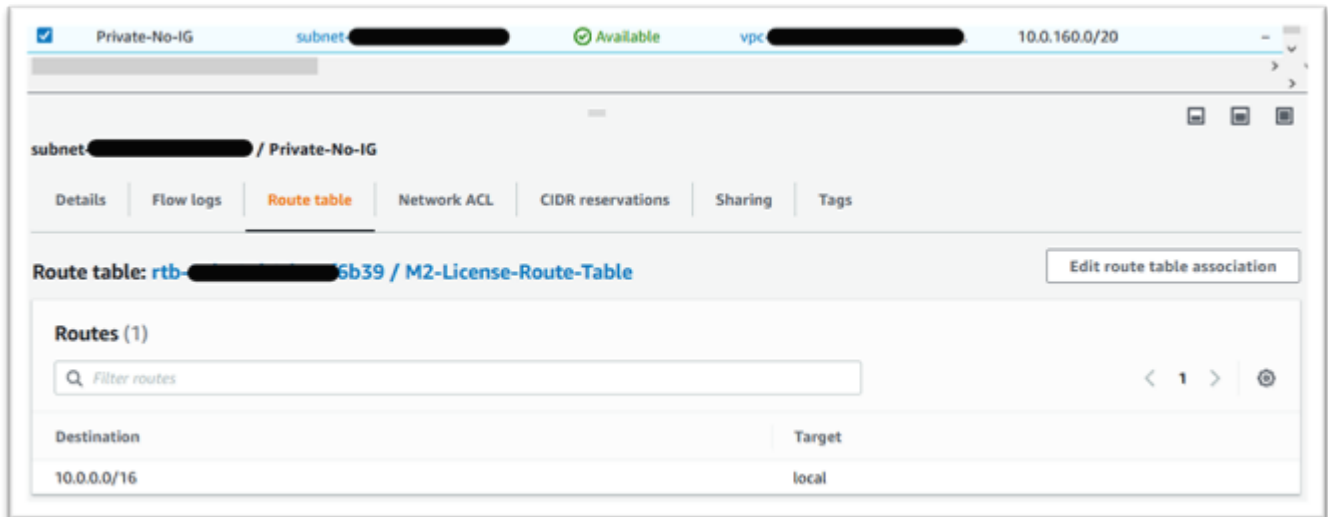 Private-No-IG subnet- Available vpc- 10.0.160.0/20 –
subnet- / Private-No-IG
Details Flow logs Route table Network ACL CIDR reservations Sharing Tags
Route table: rtb- 6b39 / M2-License-Route-Table Edit route table association
Routes (1)
Filter routes 1
Destination Target
10.0.0.0/16 local